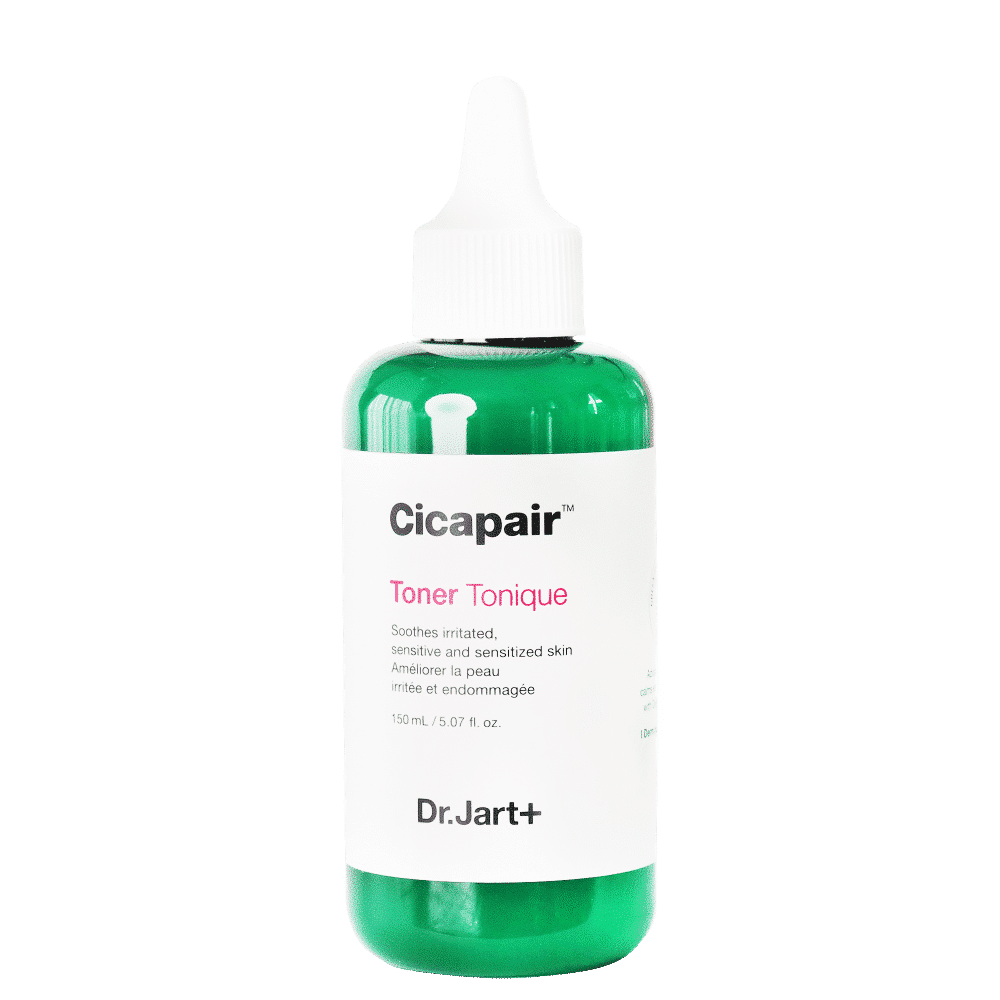 Cicapair™
Toner Tonique
Soothes irritated,
sensitive and sensitized skin
Améliorer la peau
irritée et endommagée
150 mL / 5.07 fl. oz.
Dr.Jart+